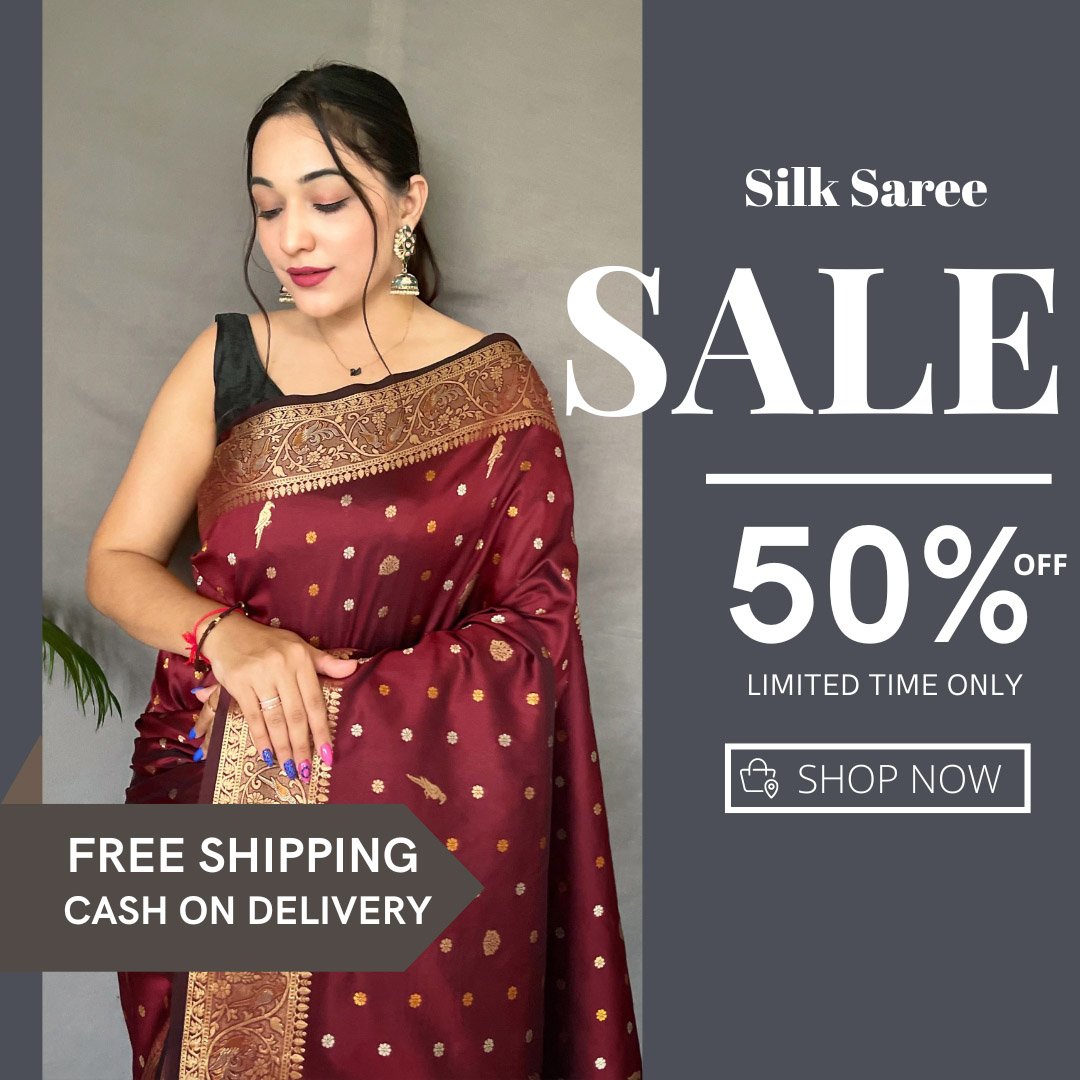 Silk Saree
SALE
50% OFF
LIMITED TIME ONLY
SHOP NOW
FREE SHIPPING
CASH ON DELIVERY